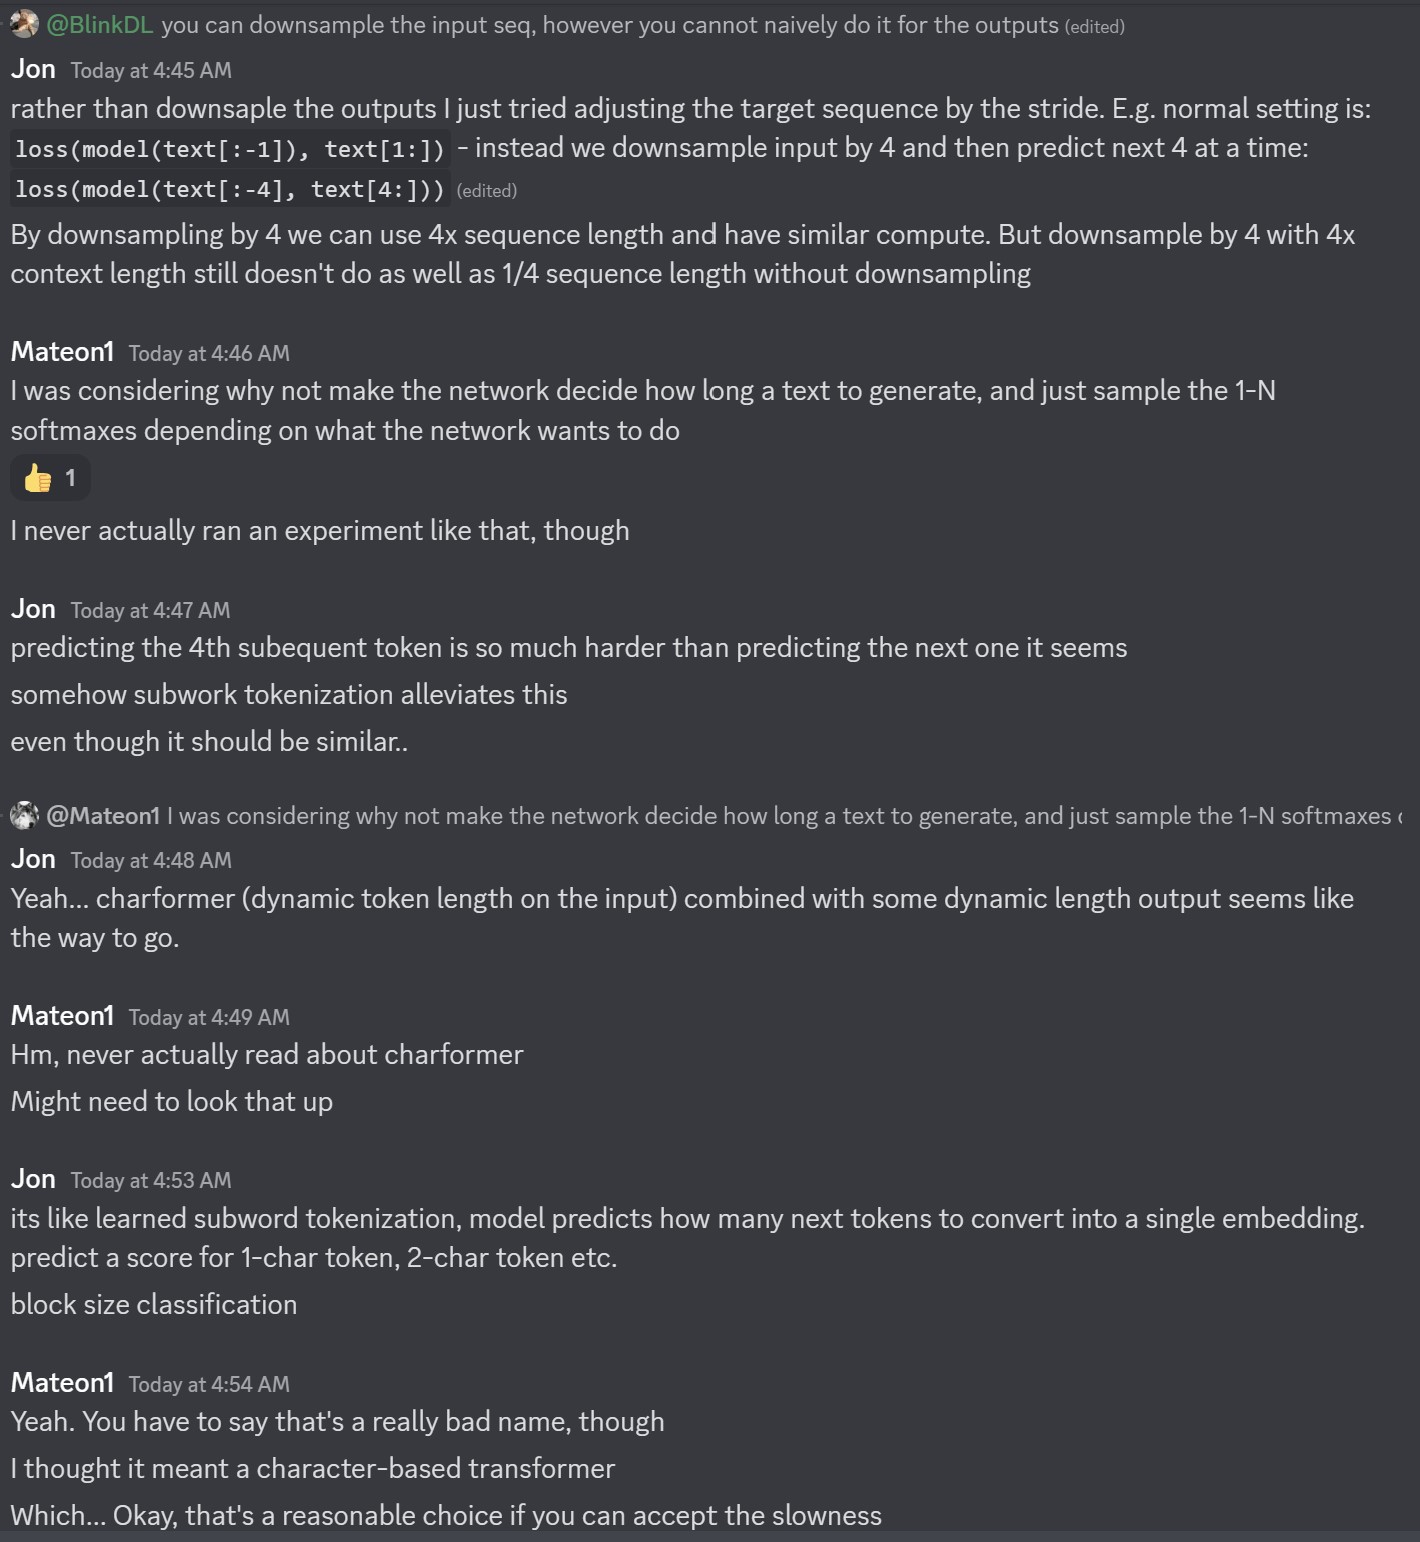 @BlinkDL you can downsample the input seq, however you cannot naively do it for the outputs (edited)
Jon Today at 4:45 AM
rather than downsaple the outputs I just tried adjusting the target sequence by the stride. E.g. normal setting is:
loss(model(text[:-1]), text[1:]) - instead we downsample input by 4 and then predict next 4 at a time:
loss(model(text[:-4], text[4:])) (edited)
By downsampling by 4 we can use 4x sequence length and have similar compute. But downsample by 4 with 4x
context length still doesn't do as well as 1/4 sequence length without downsampling
Mateon1 Today at 4:46 AM
I was considering why not make the network decide how long a text to generate, and just sample the 1-N
softmaxes depending on what the network wants to do
👍 1
I never actually ran an experiment like that, though
Jon Today at 4:47 AM
predicting the 4th subequent token is so much harder than predicting the next one it seems
somehow subwork tokenization alleviates this
even though it should be similar..
@Mateon1 I was considering why not make the network decide how long a text to generate, and just sample the 1-N softmaxes
Jon Today at 4:48 AM
Yeah... charformer (dynamic token length on the input) combined with some dynamic length output seems like
the way to go.
Mateon1 Today at 4:49 AM
Hm, never actually read about charformer
Might need to look that up
Jon Today at 4:53 AM
its like learned subword tokenization, model predicts how many next tokens to convert into a single embedding.
predict a score for 1-char token, 2-char token etc.
block size classification
Mateon1 Today at 4:54 AM
Yeah. You have to say that's a really bad name, though
I thought it meant a character-based transformer
Which... Okay, that's a reasonable choice if you can accept the slowness